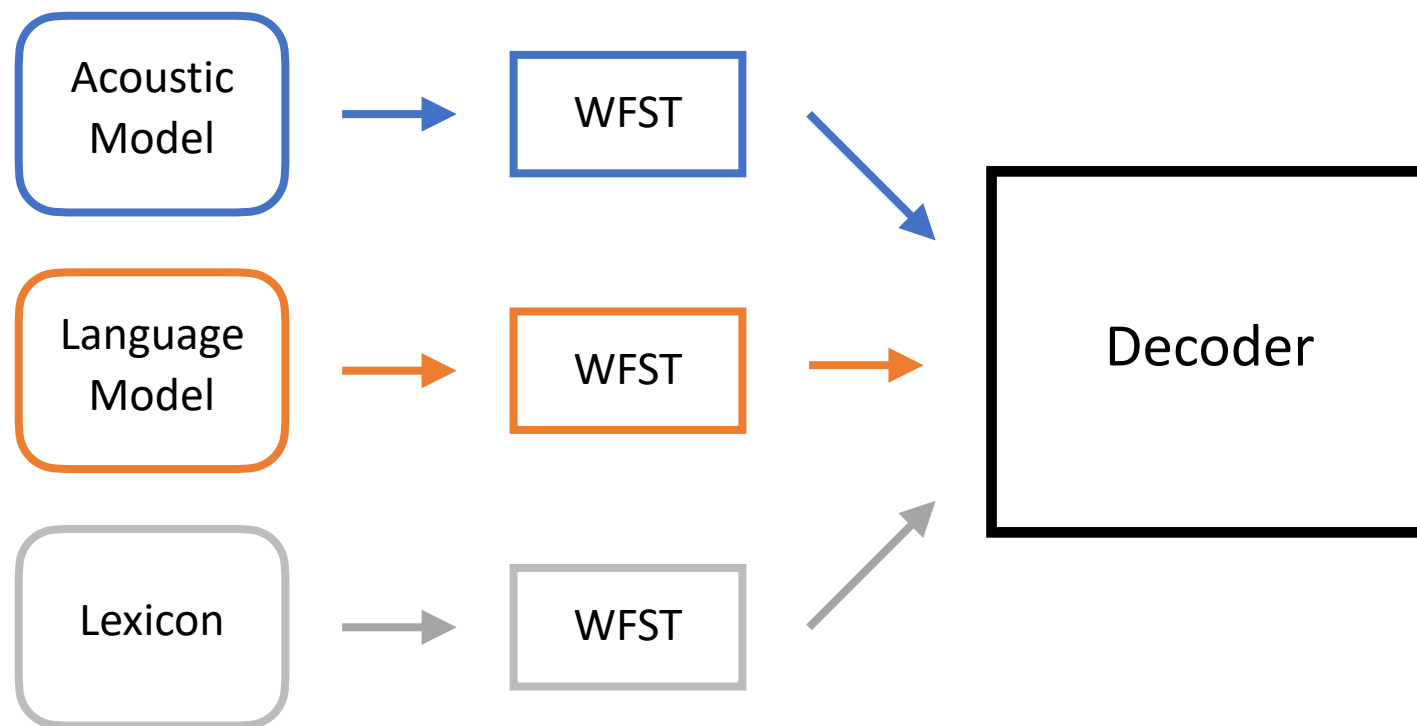 Acoustic
Model
WFST
Language
Model
WFST
Decoder
Lexicon
WFST